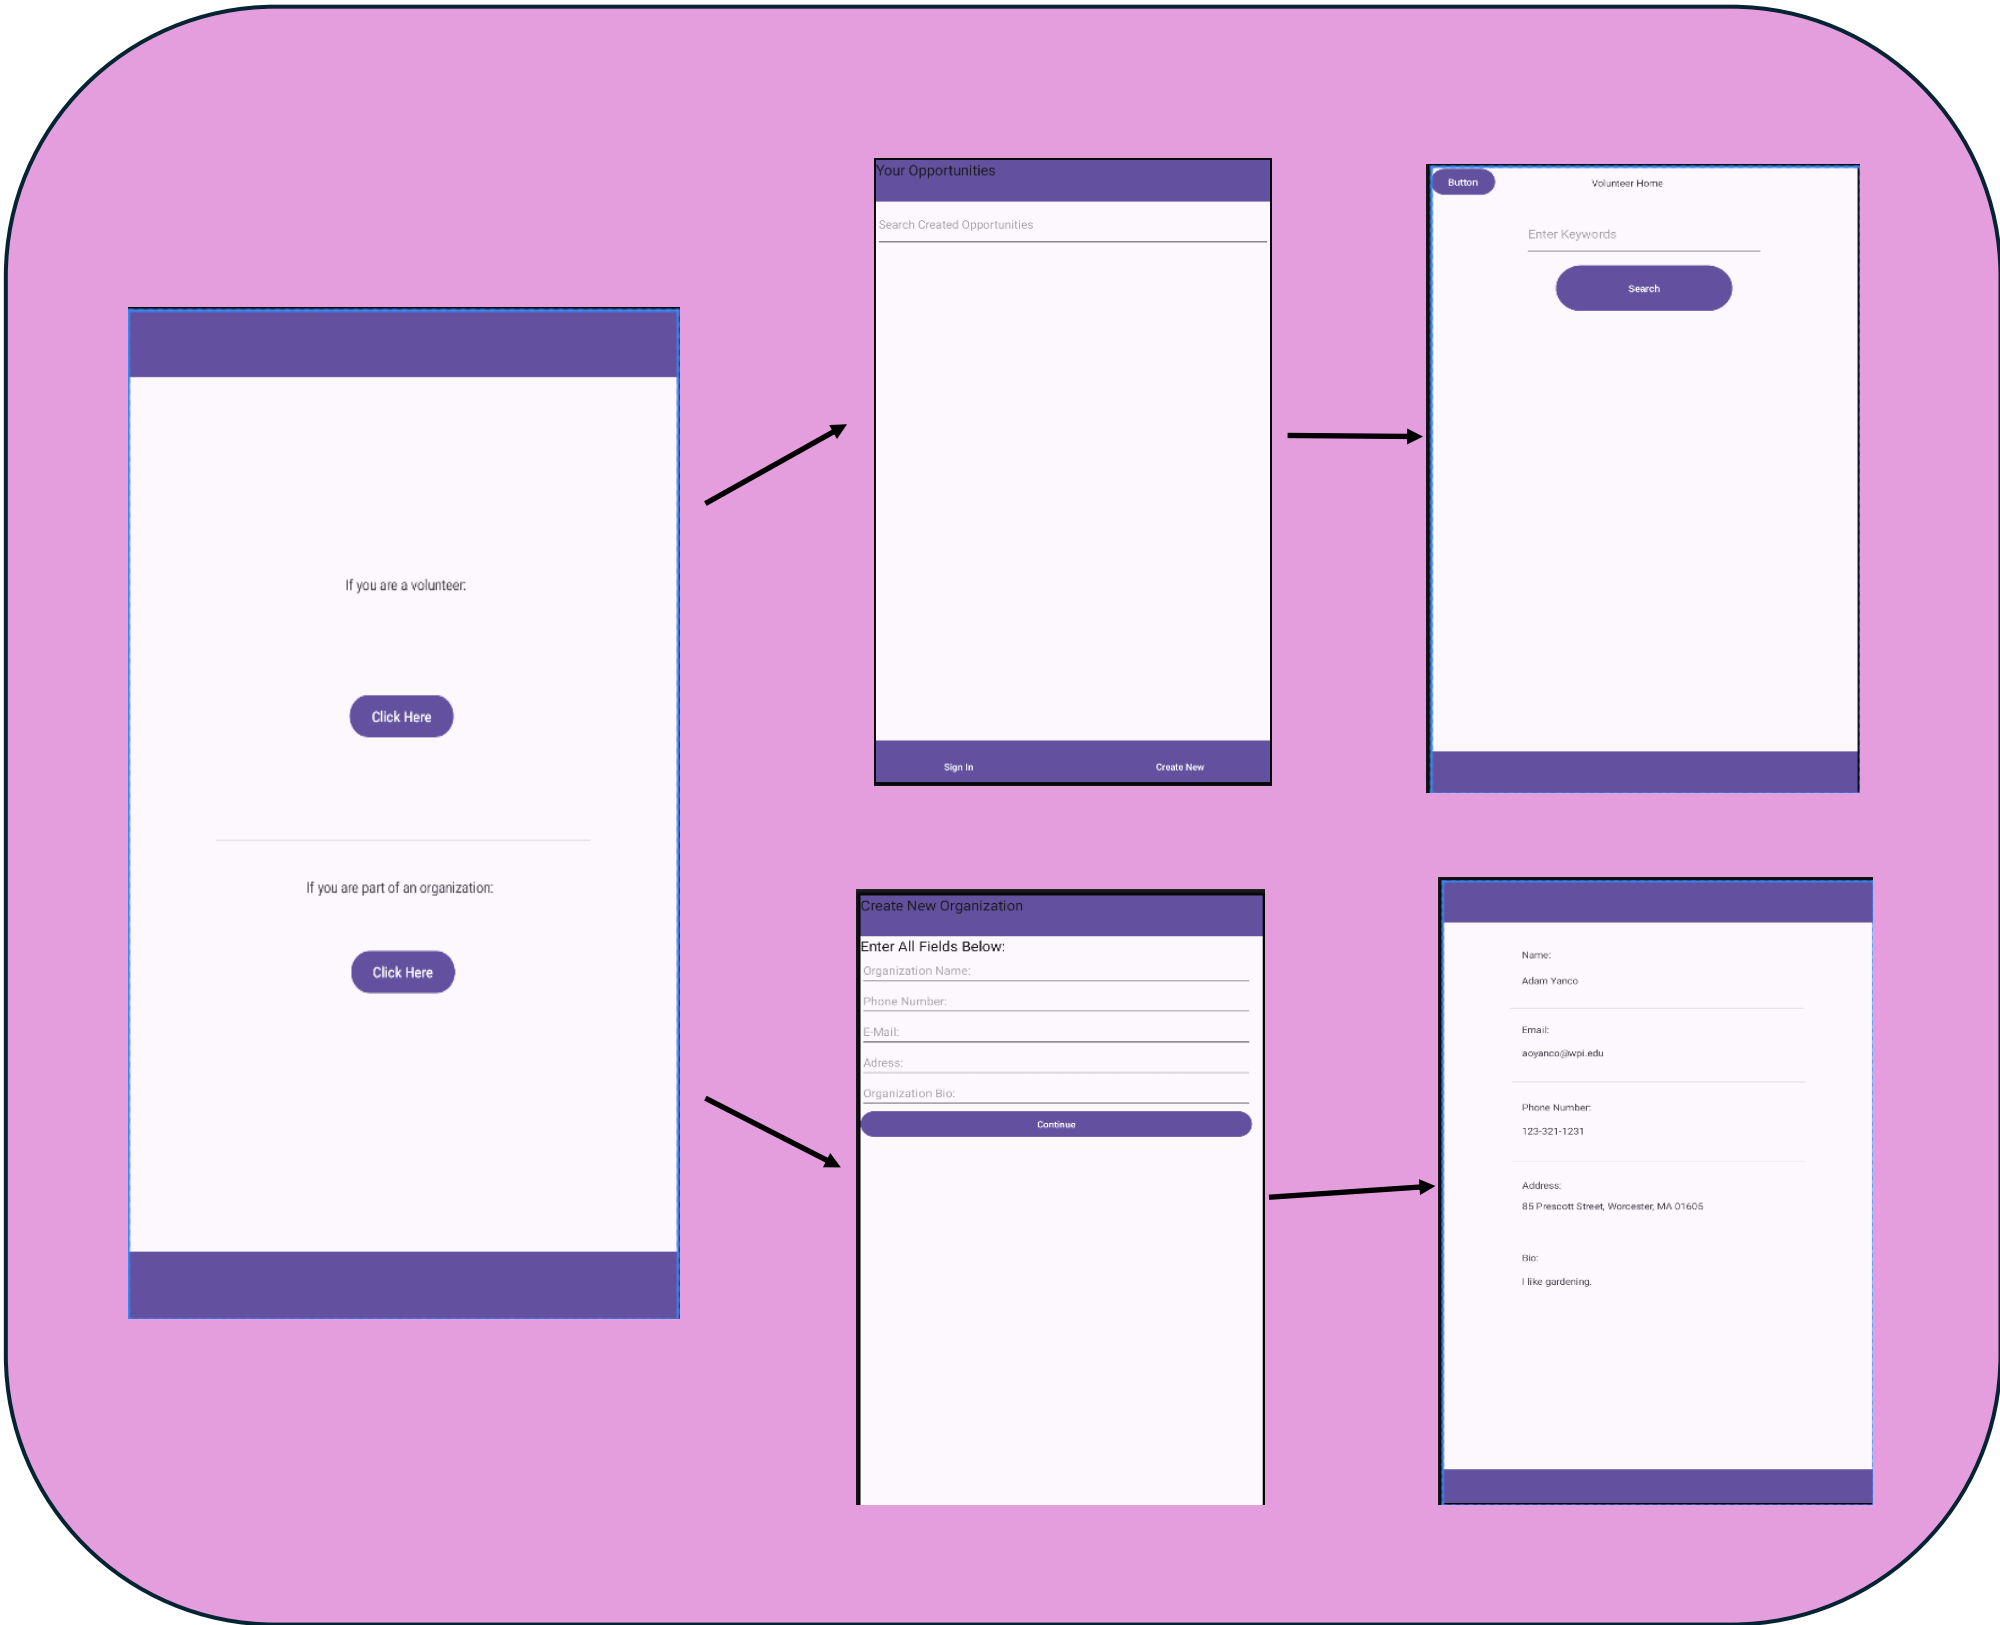 If you are a volunteer:
Click Here
If you are part of an organization:
Click Here
Your Opportunities
Search Created Opportunities
Sign In
Create New
Button
Volunteer Home
Enter Keywords
Search
Create New Organization
Enter All Fields Below:
Organization Name:
Phone Number:
E-Mail:
Adress:
Organization Bio:
Continue
Name:
Adam Yanco
Email:
aoyanco@wpi.edu
Phone Number:
123-321-1231
Address:
85 Prescott Street, Worcester, MA 01605
Bio:
I like gardening.